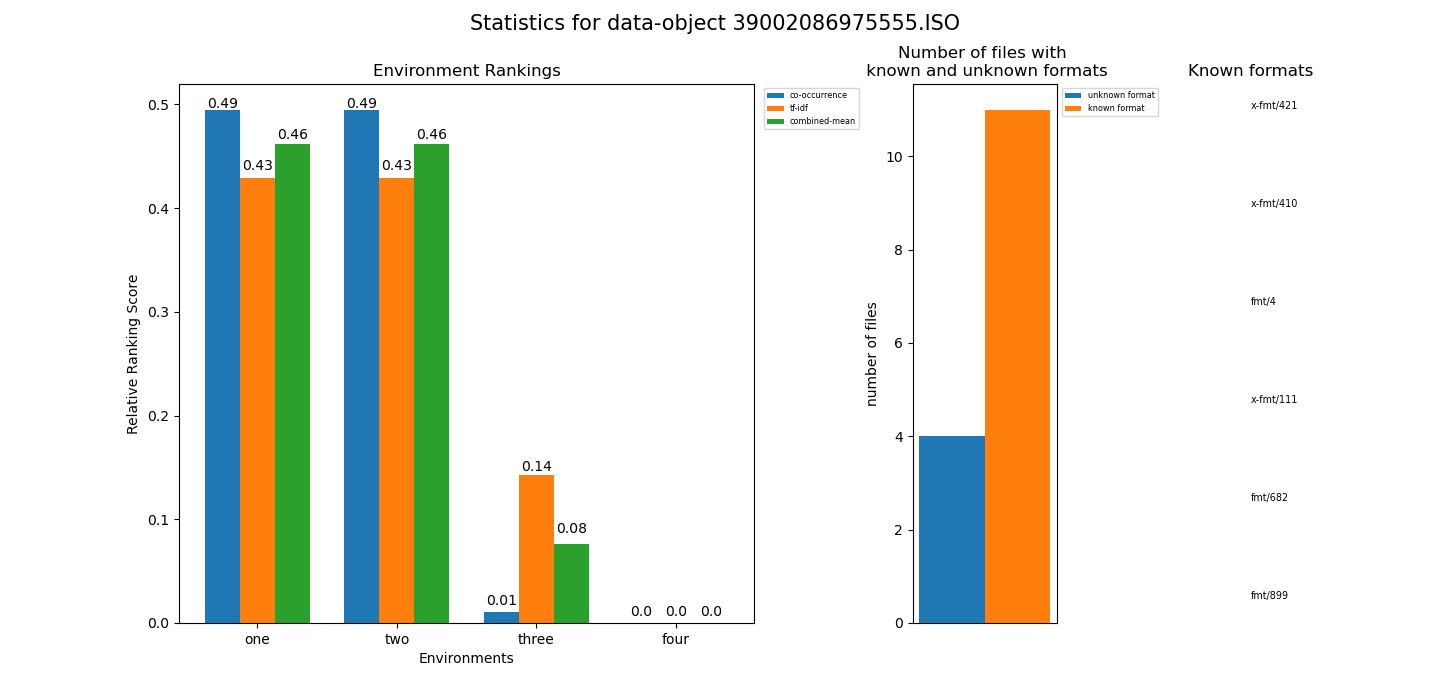 Statistics for data-object 39002086975555.ISO
Environment Rankings
Relative Ranking Score
0.5
0.4
0.3
0.2
0.1
0.0
0.49
0.43
0.46
0.49
0.43
0.46
0.01
0.14
0.08
0.0
0.0
0.0
one
two
three
four
Environments
co-occurrence
tf-idf
combined-mean
Number of files with
known and unknown formats
number of files
10
8
6
4
2
0
unknown format
known format
Known formats
x-fmt/421
x-fmt/410
fmt/4
x-fmt/111
fmt/682
fmt/899